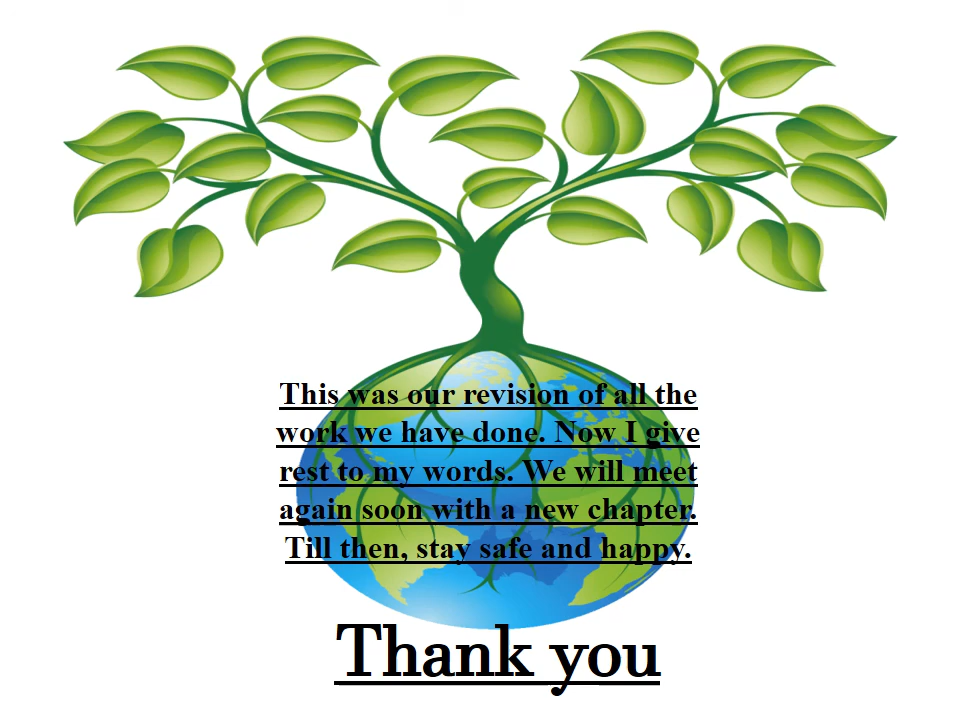 This was our revision of all the
work we have done. Now I give
rest to my words. We will meet
again soon with a new chapter.
Till then, stay safe and happy.
Thank you